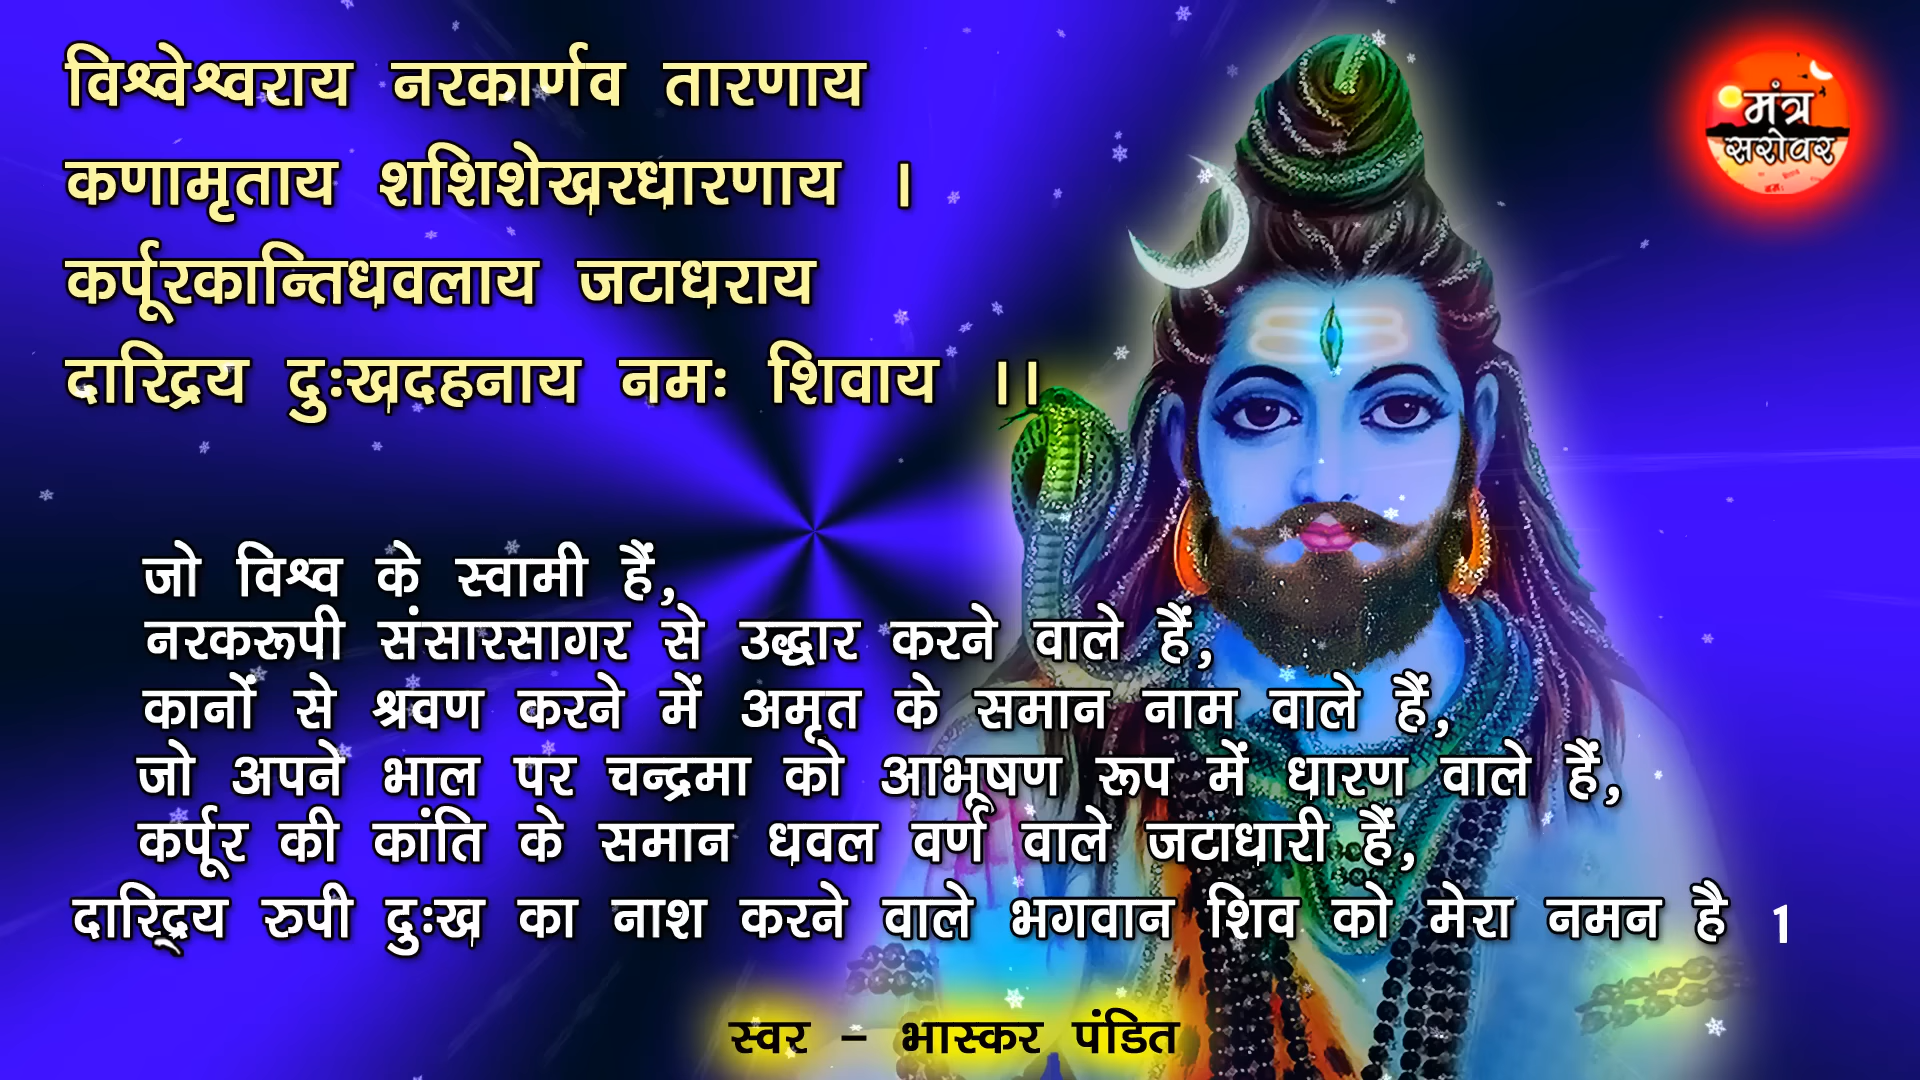 विश्वेश्वराय नरकार्णव तारणाय
कणामृताय शशिशेखरधारणाय ।
कर्पूरकान्तिधवलाय जटाधराय
दारिद्रय दुःखदहनाय नमः शिवाय ।।
मंत्र
सरोवर
जो विश्व के स्वामी हैं,
नरकरूपी संसारसागर से उद्धार करने वाले हैं,
कानों से श्रवण करने में अमृत के समान नाम वाले हैं,
जो अपने भाल पर चन्द्रमा को आभूषण रूप में धारण वाले हैं,
कर्पूर की कांति के समान धवल वर्ण वाले जटाधारी हैं,
दारिद्रय रुपी दुःख का नाश करने वाले भगवान शिव को मेरा नमन है 1
स्वर – भास्कर पंडित